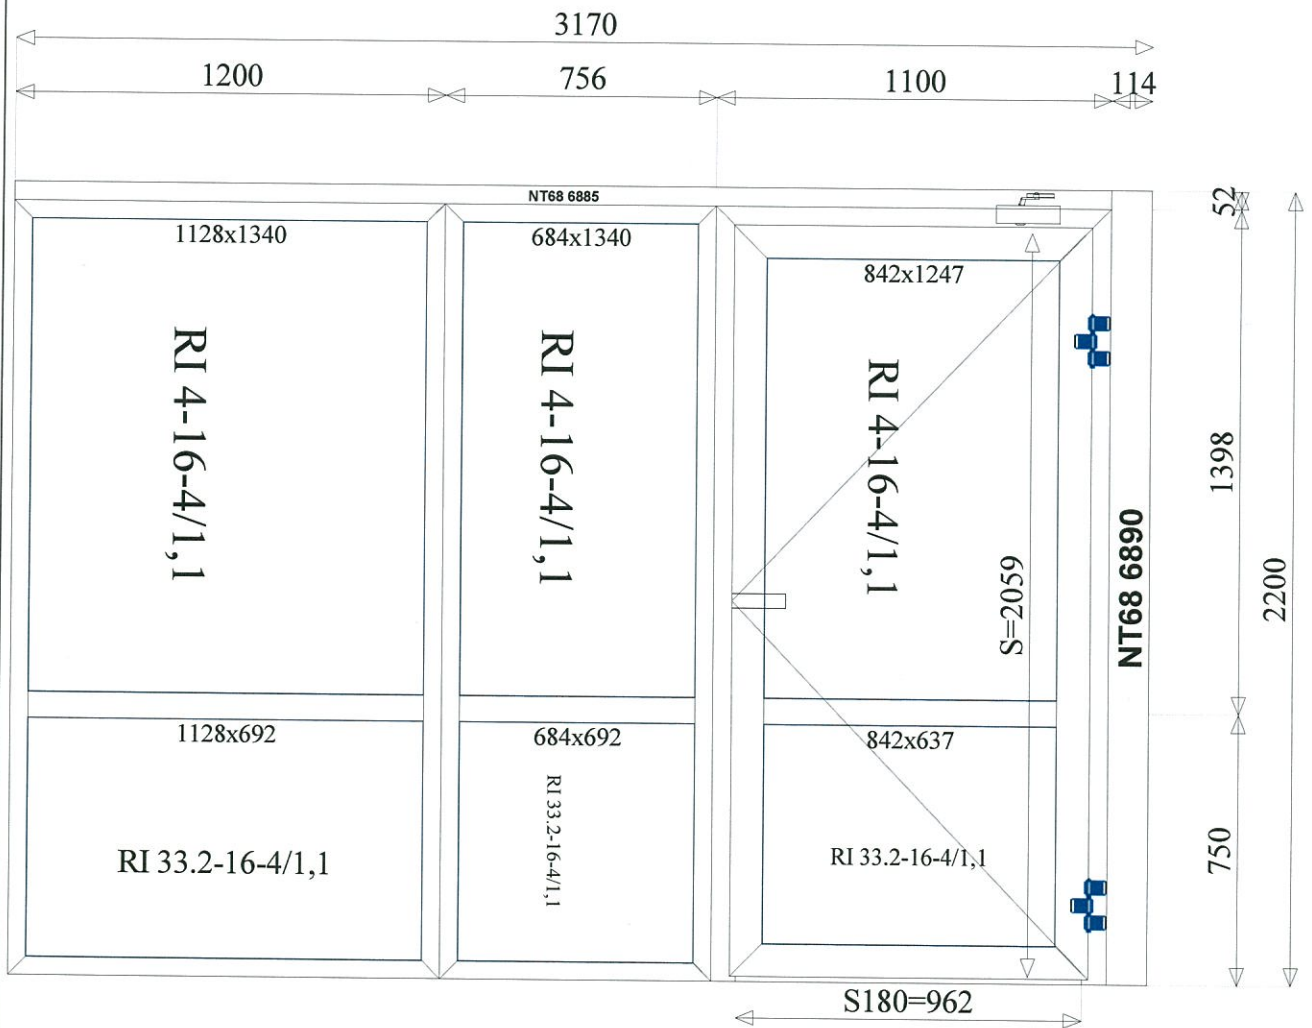 3170
1200
756
1100
114
NT68 6885
52
1128x1340
684x1340
842x1247
RI 4-16-4/1,1
RI 4-16-4/1,1
RI 4-16-4/1,1
1398
S=2059
NT68 6890
2200
1128x692
684x692
842x637
RI 33.2-16-4/1,1
RI 33.2-16-4/1,1
RI 33.2-16-4/1,1
750
S180=962